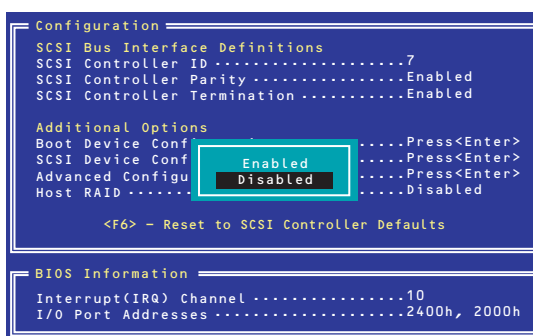 Configuration
SCSI Bus Interface Definitions
SCSI Controller ID ····················7
SCSI Controller Parity ················Enabled
SCSI Controller Termination ···········Enabled
Additional Options
Boot Device Conf ·····Press<Enter>
SCSI Device Conf ·····Press<Enter>
Advanced Configu ·····Press<Enter>
Host RAID ······· ·····Disabled
Enabled
Disabled
<F6> – Reset to SCSI Controller Defaults
BIOS Information
Interrupt(IRQ) Channel ················10
I/O Port Addresses ····················2400h, 2000h